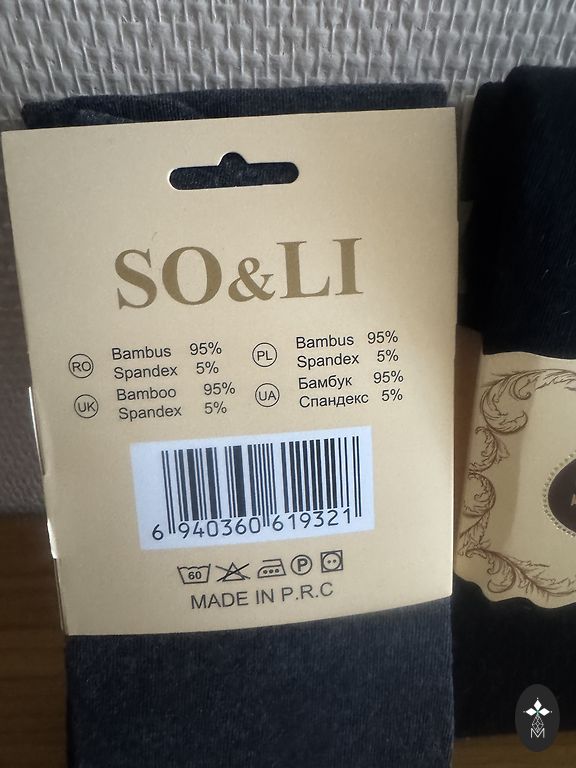 SO&LI
RO Bambus 95%
Spandex 5%
PL Bambus 95%
Spandex 5%
UK Bamboo 95%
Spandex 5%
UA Бамбук 95%
Спандекс 5%
6 940360 619321
60 P
MADE IN P.R.C